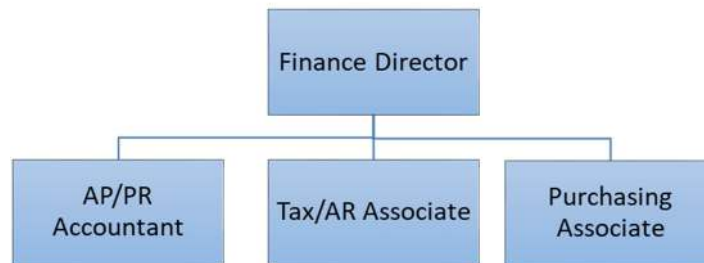 Finance Director
AP/PR
Accountant
Tax/AR Associate
Purchasing
Associate